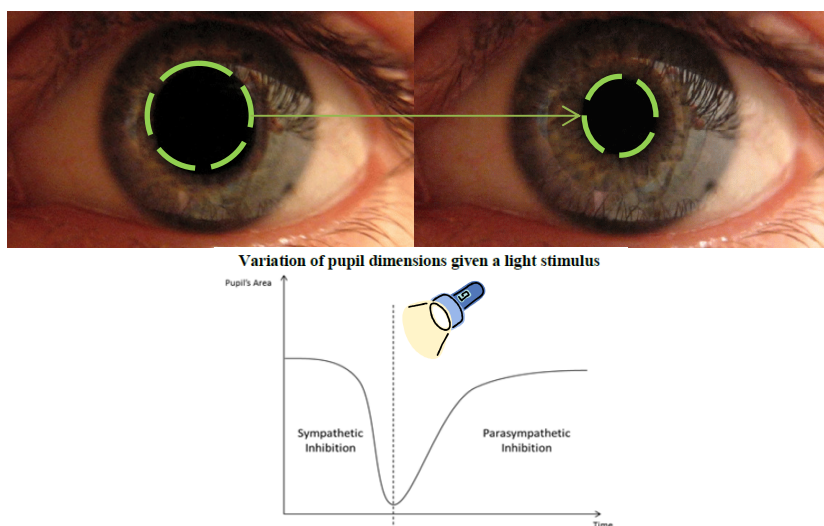 Variation of pupil dimensions given a light stimulus
Pupil's Area
Sympathetic
Inhibition
Parasympathetic
Inhibition
Time